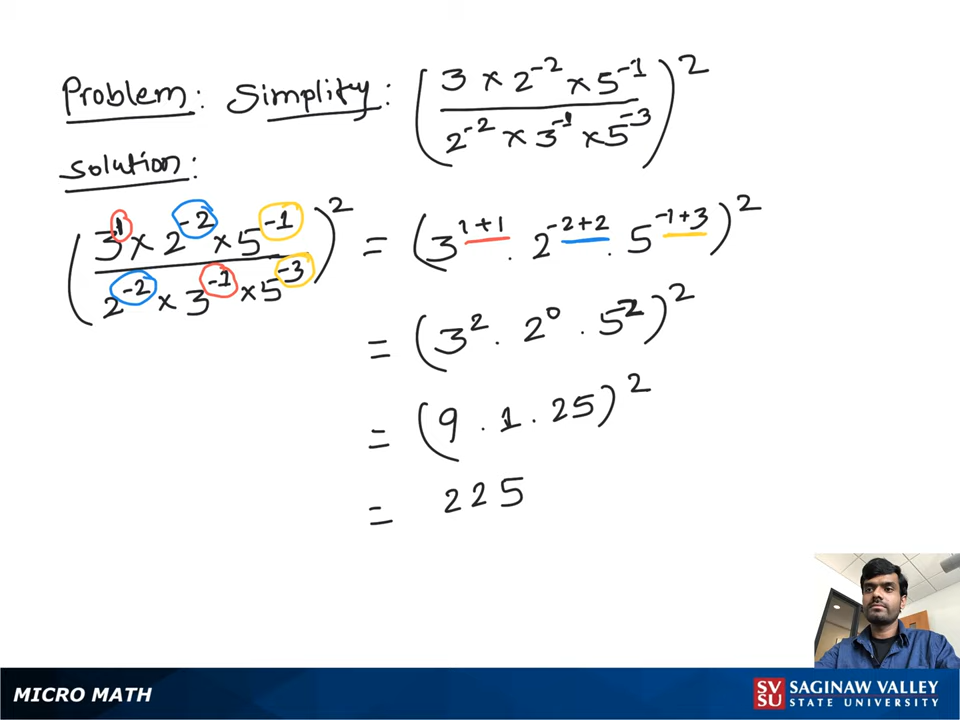 Problem: Simplify: ( 3 × 2^-2 × 5^-1 / 2^-2 × 3^-1 × 5^-3 )^2
Solution:
( 3^1 × 2^-2 × 5^-1 / 2^-2 × 3^-1 × 5^-3 )^2 = (3^1+1 . 2^-2+2 . 5^-1+3)^2
= (3^2 . 2^0 . 5^2)^2
= (9 . 1 . 25)^2
= 225
MICRO MATH
SVSU SAGINAW VALLEY
STATE UNIVERSITY